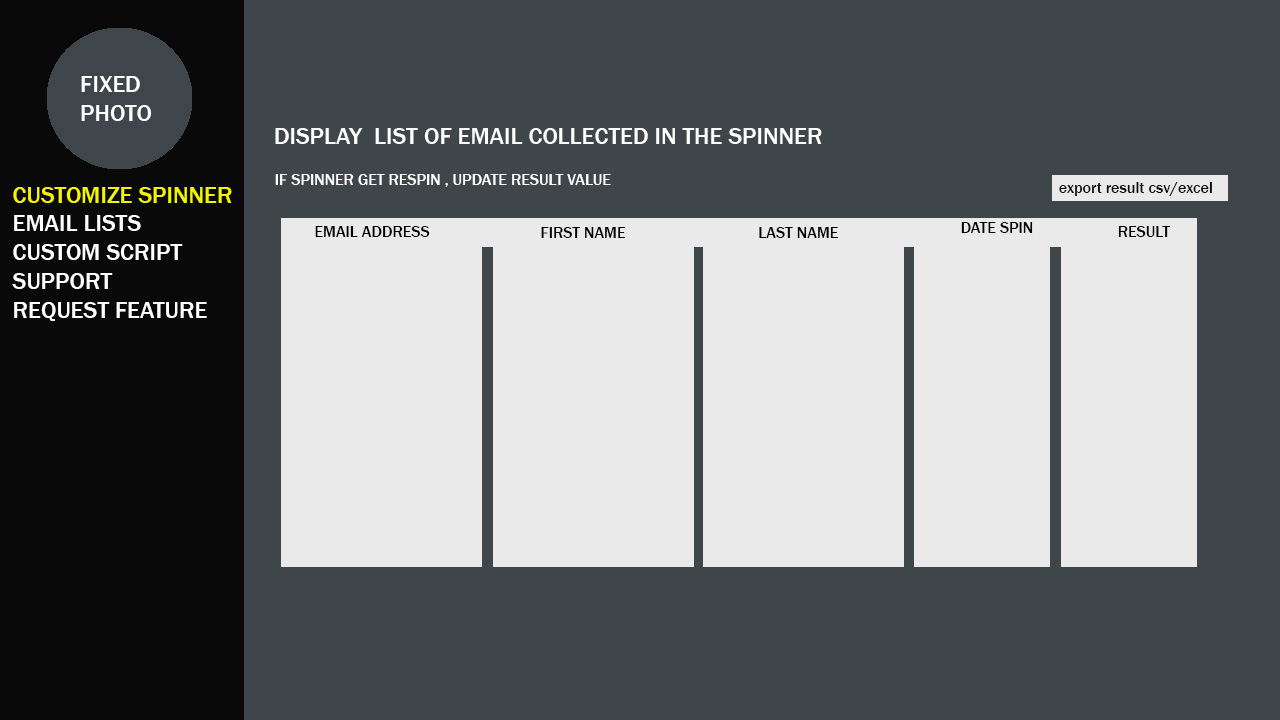 FIXED
PHOTO
CUSTOMIZE SPINNER
EMAIL LISTS
CUSTOM SCRIPT
SUPPORT
REQUEST FEATURE
DISPLAY  LIST OF EMAIL COLLECTED IN THE SPINNER
IF SPINNER GET RESPIN , UPDATE RESULT VALUE
export result csv/excel
EMAIL ADDRESS FIRST NAME LAST NAME DATE SPIN RESULT